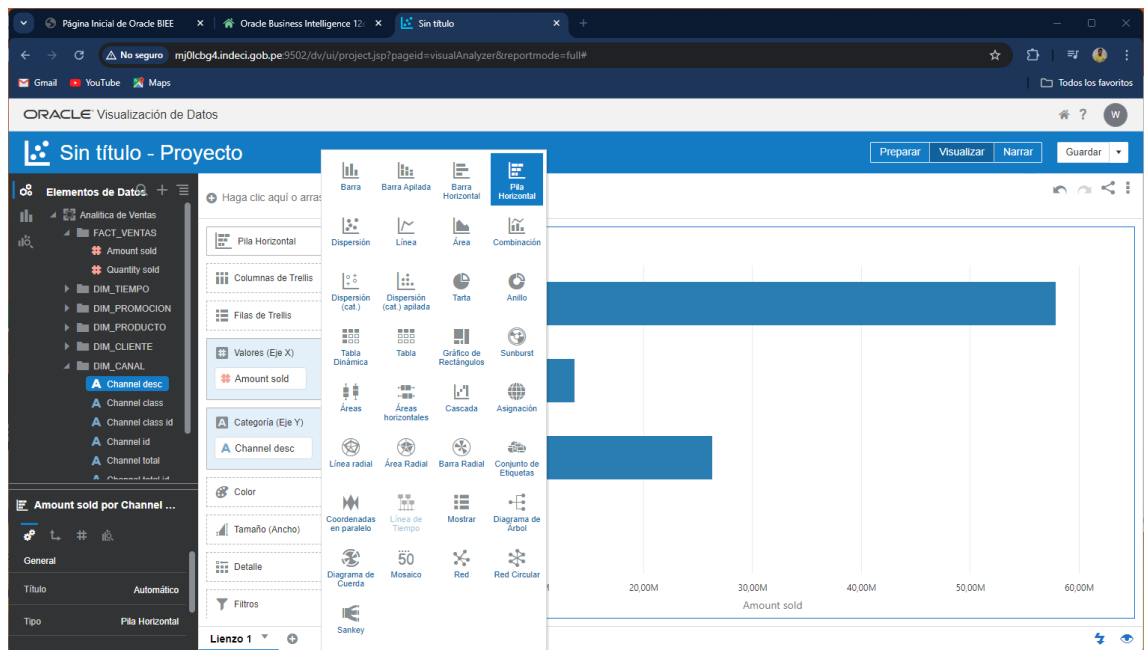 Página Inicial de Oracle BIEE
Oracle Business Intelligence 12c
Sin título
No seguro mj0lcbg4.indeci.gob.pe:9502/dv/ui/project.jsp?pageid=visualAnalyzer&reportmode=full#
Gmail YouTube Maps
Todos los favoritos
ORACLE Visualización de Datos
? W
Sin título - Proyecto
Preparar Visualizar Narrar Guardar
Elementos de Datos
Analitica de Ventas
FACT_VENTAS
Amount sold
Quantity sold
DIM_TIEMPO
DIM_PROMOCION
DIM_PRODUCTO
DIM_CLIENTE
DIM_CANAL
Channel desc
Channel class
Channel class id
Channel id
Channel total
Channel total id
Amount sold por Channel ...
General
Título Automático
Tipo Pila Horizontal
Haga clic aquí o arras
Pila Horizontal
Columnas de Trellis
Filas de Trellis
Valores (Eje X)
Amount sold
Categoría (Eje Y)
Channel desc
Color
Tamaño (Ancho)
Detalle
Filtros
Lienzo 1
Barra
Barra Apilada
Barra Horizontal
Pila Horizontal
Dispersión
Línea
Área
Combinación
Dispersión (cat.)
Dispersión (cat.) apilada
Tarta
Anillo
Tabla Dinámica
Tabla
Gráfico de Rectángulos
Sunburst
Áreas
Áreas horizontales
Cascada
Asignación
Línea radial
Área Radial
Barra Radial
Conjunto de Etiquetas
Coordenadas en paralelo
Línea de Tiempo
Mostrar
Diagrama de Árbol
Diagrama de Cuerda
50
Mosaico
Red
Red Circular
Sankey
20,00M 30,00M 40,00M 50,00M 60,00M
Amount sold